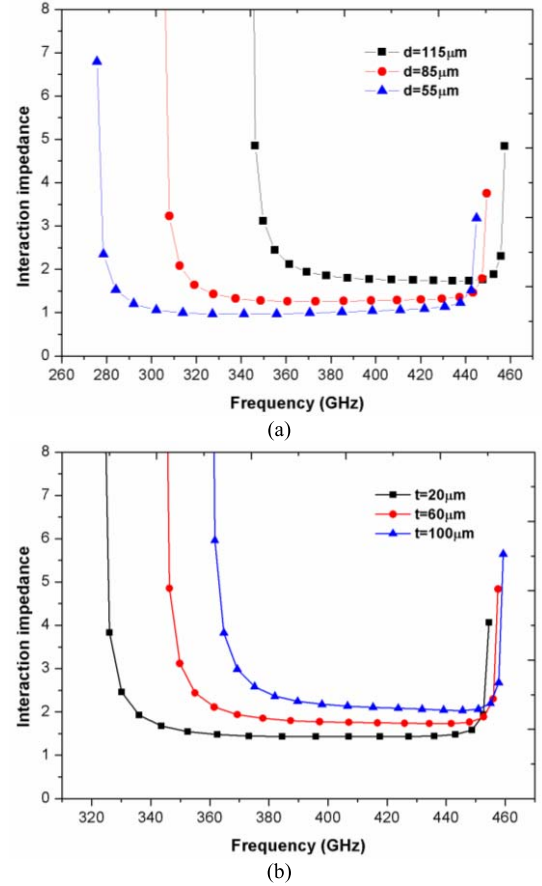 8
7
6
5
4
3
2
1
0
Interaction impedance
d=115μm
d=85μm
d=55μm
260 280 300 320 340 360 380 400 420 440 460
Frequency (GHz)
(a)
8
7
6
5
4
3
2
1
0
Interaction impedance
t=20μm
t=60μm
t=100μm
320 340 360 380 400 420 440 460
Frequency (GHz)
(b)